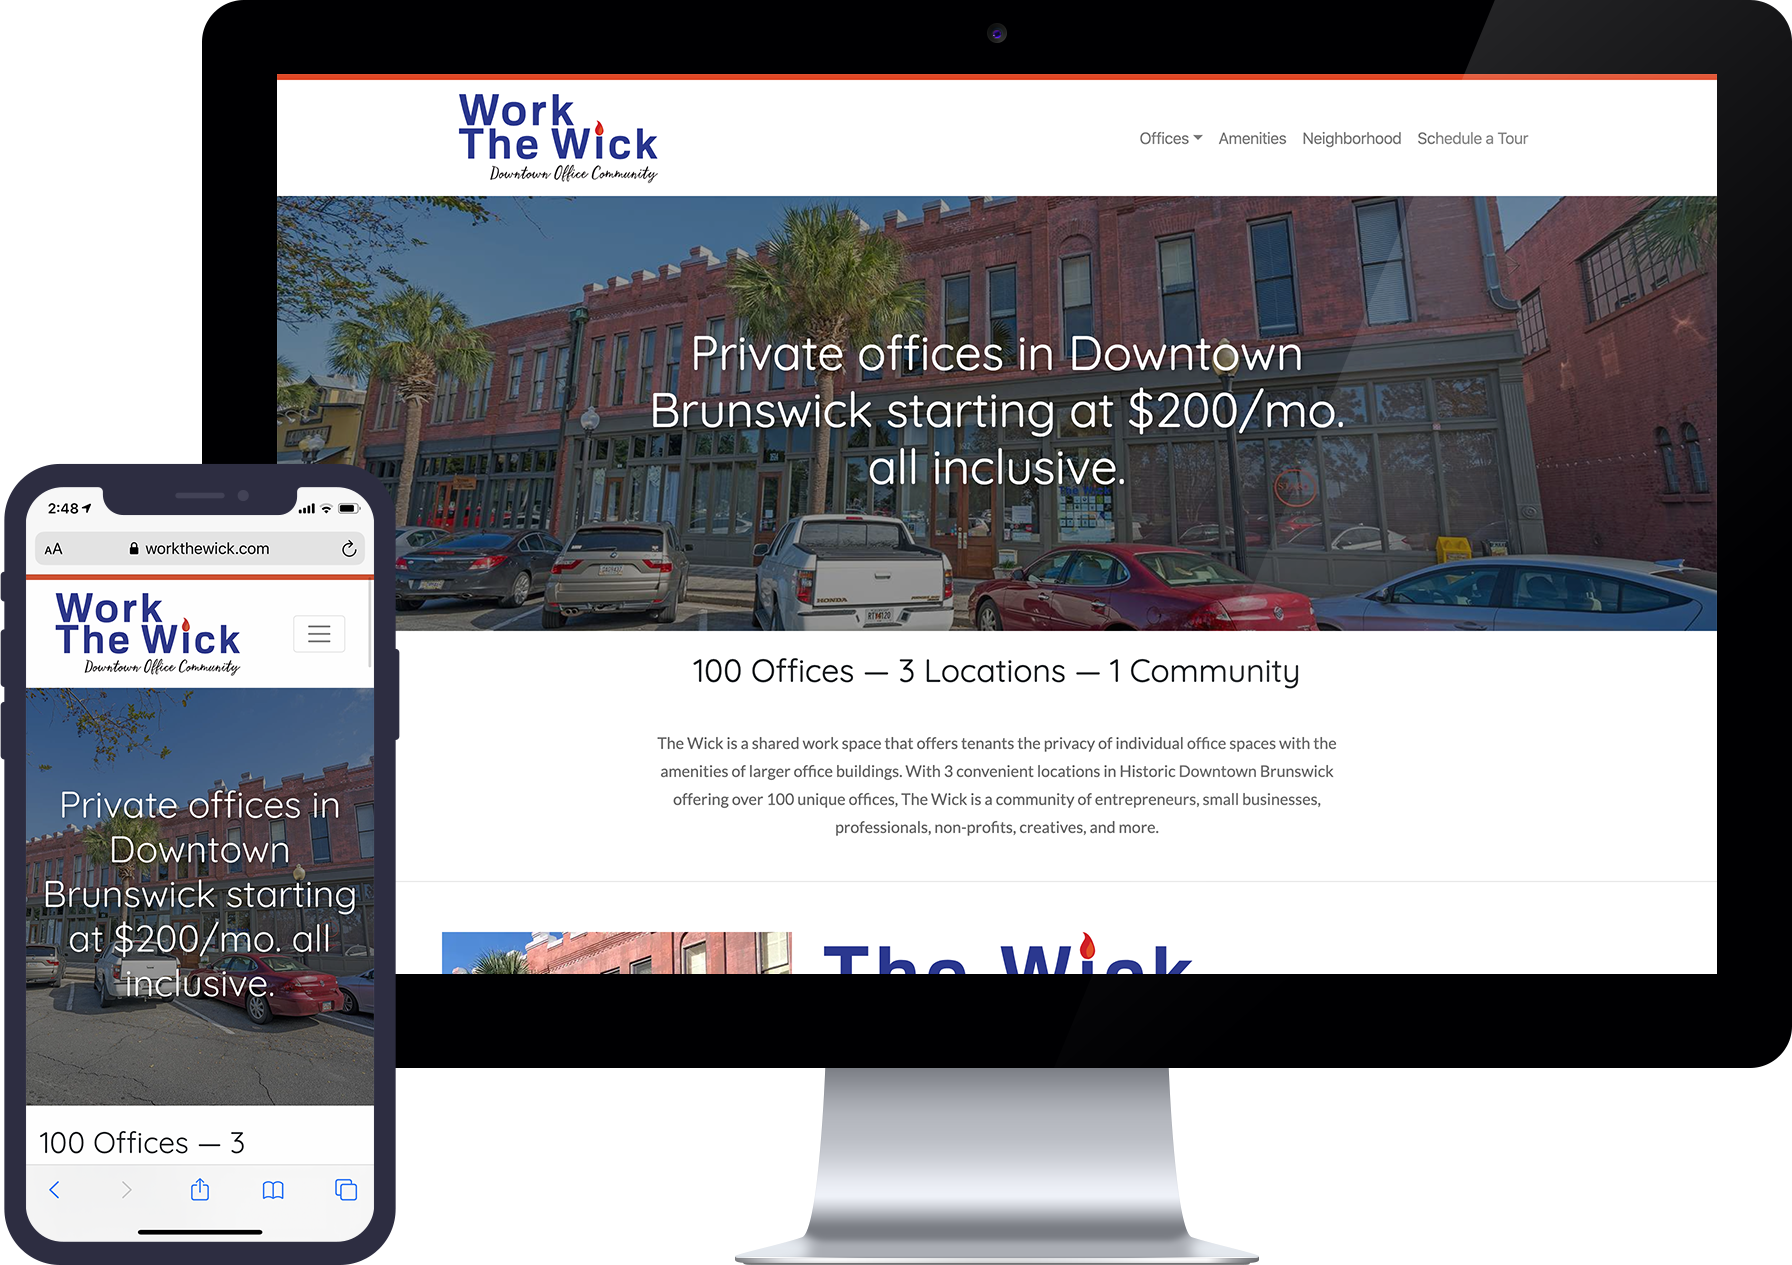 Work
The Wick
Downtown Office Community
Offices Amenities Neighborhood Schedule a Tour
Private offices in Downtown
Brunswick starting at $200/mo.
all inclusive.
HONDA
100 Offices — 3 Locations — 1 Community
The Wick is a shared work space that offers tenants the privacy of individual office spaces with the
amenities of larger office buildings. With 3 convenient locations in Historic Downtown Brunswick
offering over 100 unique offices, The Wick is a community of entrepreneurs, small businesses,
professionals, non-profits, creatives, and more.
The Wick
2:48
AA workthewick.com
Work
The Wick
Downtown Office Community
Private offices in
Downtown
Brunswick starting
at $200/mo. all
inclusive.
100 Offices — 3